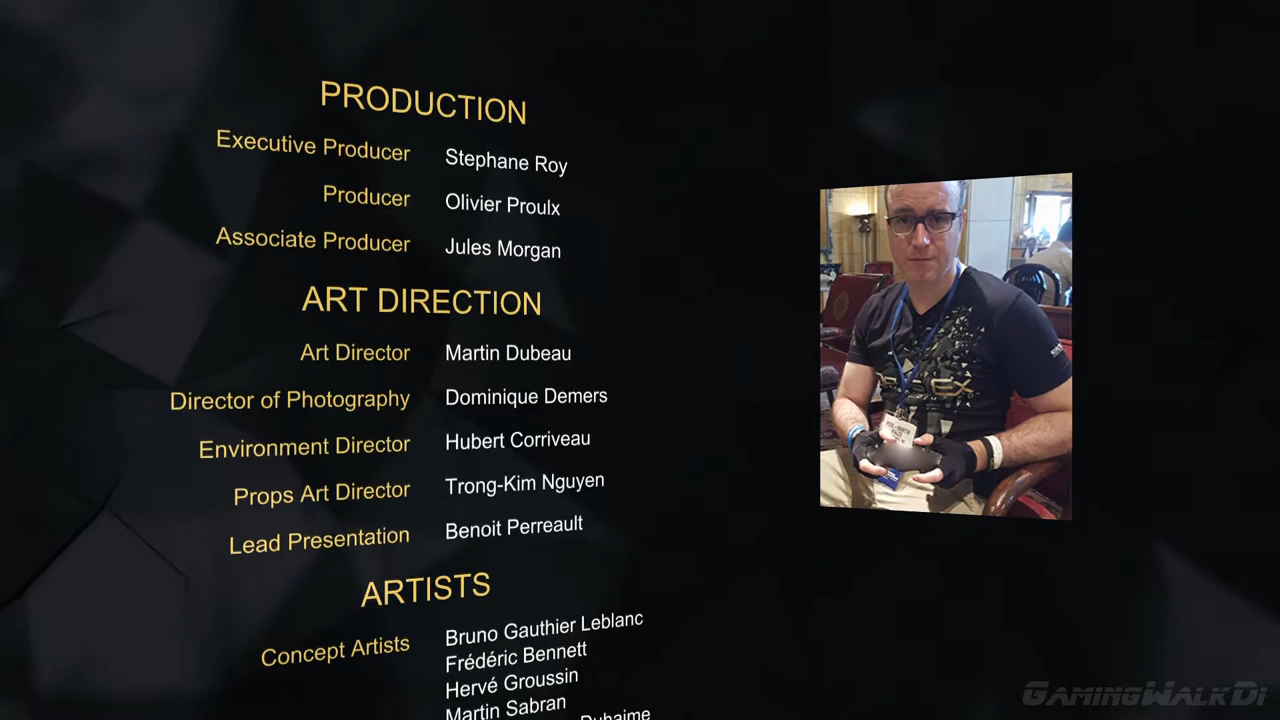 PRODUCTION
Executive Producer Stephane Roy
Producer Olivier Proulx
Associate Producer Jules Morgan
ART DIRECTION
Art Director Martin Dubeau
Director of Photography Dominique Demers
Environment Director Hubert Corriveau
Props Art Director Trong-Kim Nguyen
Lead Presentation Benoit Perreault
ARTISTS
Concept Artists Bruno Gauthier Leblanc
Frédéric Bennett
Hervé Groussin
Martin Sabran
Duhaime
GamingWalkDi